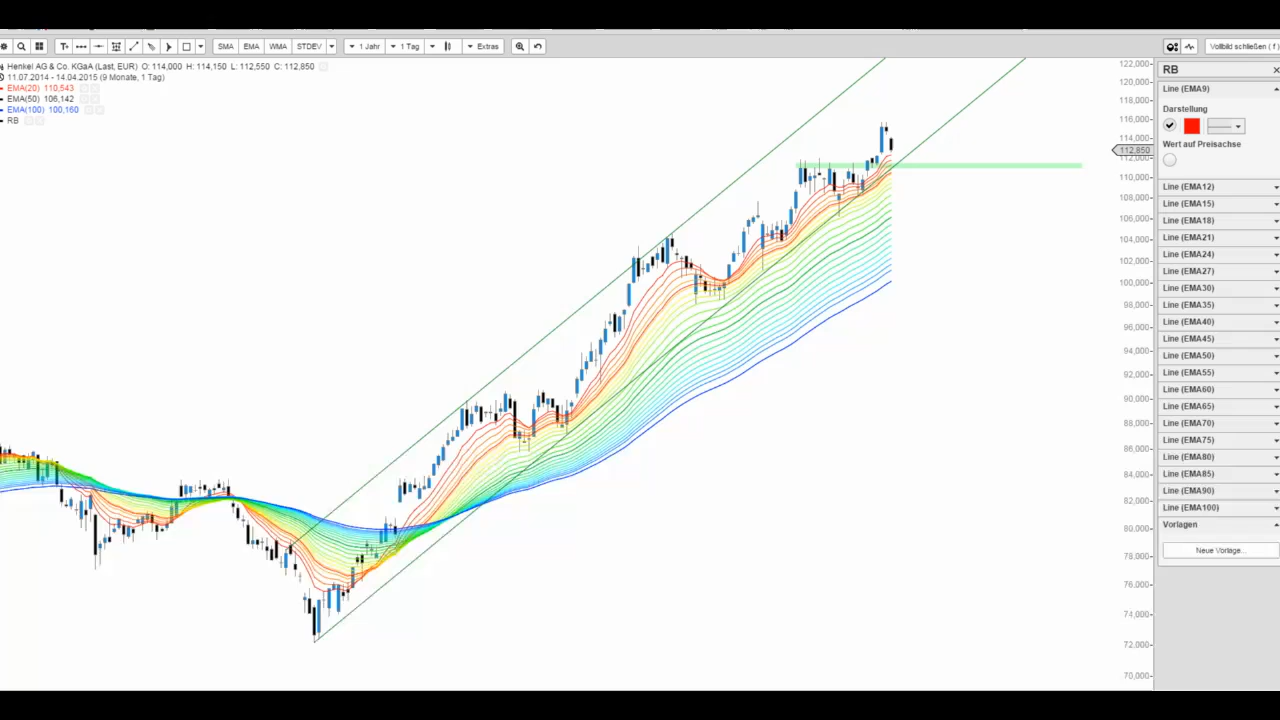 SMA EMA WMA STDEV 1 Jahr 1 Tag Extras Vollbild schließen ( f )
Henkel AG & Co. KGaA (Last, EUR) O: 114,000 H: 114,150 L: 112,550 C: 112,850
11.07.2014 - 14.04.2015 (9 Monate, 1 Tag)
EMA(20) 110,543
EMA(50) 106,142
EMA(100) 100,160
RB
122,000
120,000
118,000
116,000
114,000
112,850
112,000
110,000
108,000
106,000
104,000
102,000
100,000
98,000
96,000
94,000
92,000
90,000
88,000
86,000
84,000
82,000
80,000
78,000
76,000
74,000
72,000
70,000
RB
Line (EMA9)
Darstellung
Wert auf Preisachse
Line (EMA12)
Line (EMA15)
Line (EMA18)
Line (EMA21)
Line (EMA24)
Line (EMA27)
Line (EMA30)
Line (EMA35)
Line (EMA40)
Line (EMA45)
Line (EMA50)
Line (EMA55)
Line (EMA60)
Line (EMA65)
Line (EMA70)
Line (EMA75)
Line (EMA80)
Line (EMA85)
Line (EMA90)
Line (EMA100)
Vorlagen
Neue Vorlage...